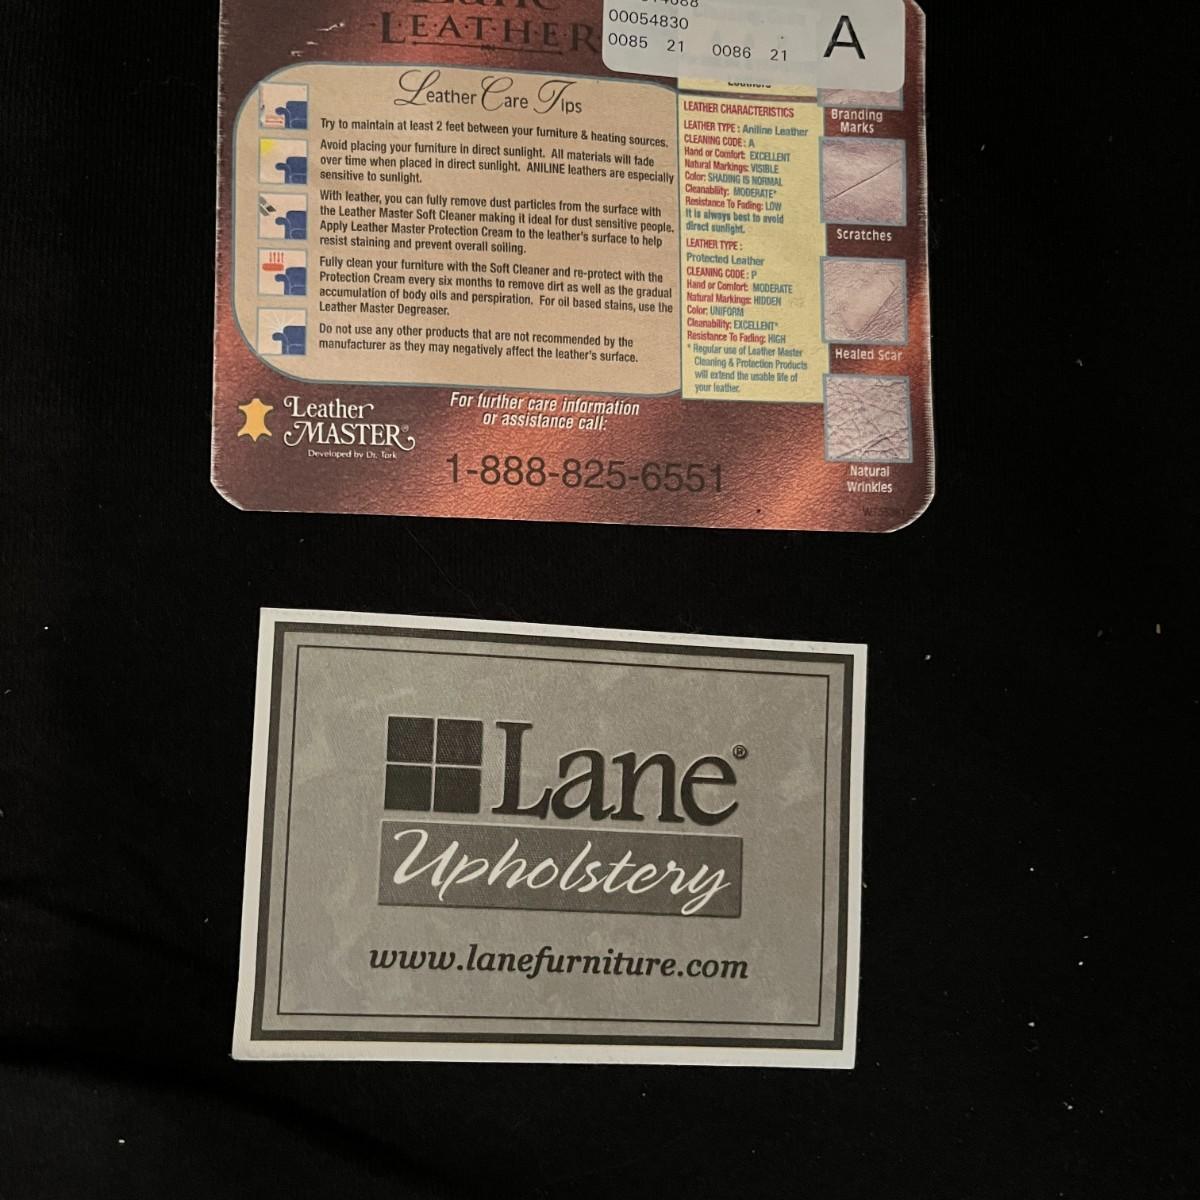 LEATHER
00054830
0085 21 0086 21
A
Leather Care Tips
Try to maintain at least 2 feet between your furniture & heating sources.
Avoid placing your furniture in direct sunlight. All materials will fade
over time when placed in direct sunlight. ANILINE leathers are especially
sensitive to sunlight.
With leather, you can fully remove dust particles from the surface with
the Leather Master Soft Cleaner making it ideal for dust sensitive people.
Apply Leather Master Protection Cream to the leather's surface to help
resist staining and prevent overall soiling.
Fully clean your furniture with the Soft Cleaner and re-protect with the
Protection Cream every six months to remove dirt as well as the gradual
accumulation of body oils and perspiration. For oil based stains, use the
Leather Master Degreaser.
Do not use any other products that are not recommended by the
manufacturer as they may negatively affect the leather's surface.
LEATHER CHARACTERISTICS
LEATHER TYPE : Aniline Leather
CLEANING CODE : A
Hand or Comfort: EXCELLENT
Natural Markings: VISIBLE
Color: SHADING IS NORMAL
Cleanability: MODERATE*
Resistance To Fading: LOW
It is always best to avoid
direct sunlight.
LEATHER TYPE :
Protected Leather
CLEANING CODE : P
Hand or Comfort: MODERATE
Natural Markings: HIDDEN
Color: UNIFORM
Cleanability: EXCELLENT*
Resistance To Fading: HIGH
* Regular use of Leather Master
Cleaning & Protection Products
will extend the usable life of
your leather.
Branding
Marks
Scratches
Healed Scar
Natural
Wrinkles
Leather
MASTER®
Developed by Dr. Tork
For further care information
or assistance call:
1-888-825-6551
Lane®
Upholstery
www.lanefurniture.com